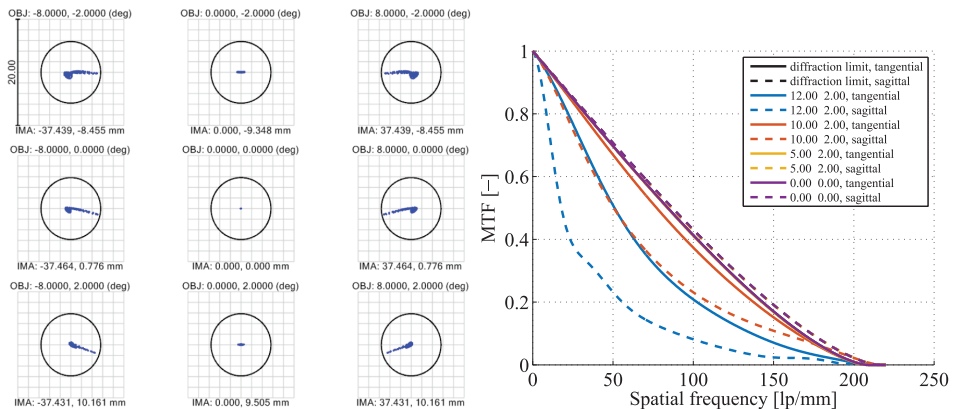 OBJ: -8.0000, -2.0000 (deg)
OBJ: 0.0000, -2.0000 (deg)
OBJ: 8.0000, -2.0000 (deg)
20.00
IMA: -37.439, -8.455 mm
IMA: 0.000, -9.348 mm
IMA: 37.439, -8.455 mm
OBJ: -8.0000, 0.0000 (deg)
OBJ: 0.0000, 0.0000 (deg)
OBJ: 8.0000, 0.0000 (deg)
IMA: -37.464, 0.776 mm
IMA: 0.000, 0.000 mm
IMA: 37.464, 0.776 mm
OBJ: -8.0000, 2.0000 (deg)
OBJ: 0.0000, 2.0000 (deg)
OBJ: 8.0000, 2.0000 (deg)
IMA: -37.431, 10.161 mm
IMA: 0.000, 9.505 mm
IMA: 37.431, 10.161 mm
MTF [−]
1
0.8
0.6
0.4
0.2
0
diffraction limit, tangential
diffraction limit, sagittal
12.00 2.00, tangential
12.00 2.00, sagittal
10.00 2.00, tangential
10.00 2.00, sagittal
5.00 2.00, tangential
5.00 2.00, sagittal
0.00 0.00, tangential
0.00 0.00, sagittal
0 50 100 150 200 250
Spatial frequency [lp/mm]